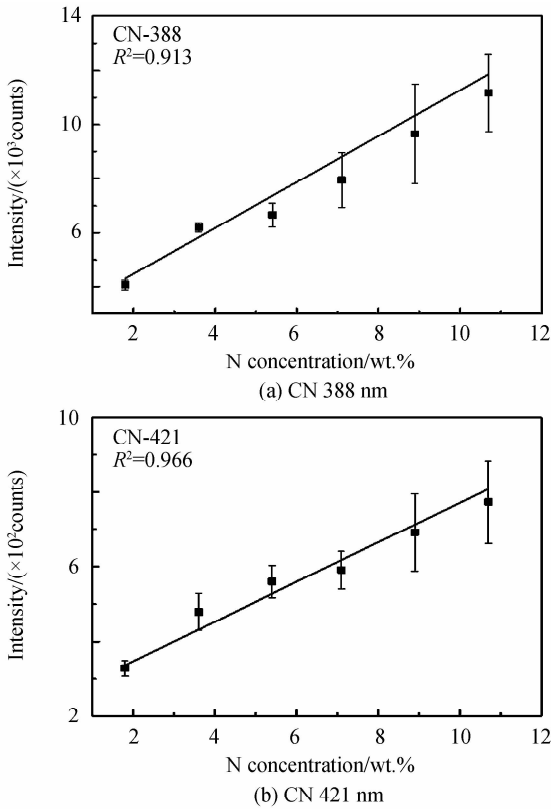 14
CN-388
R²=0.913
10
6
Intensity/(×10³counts)
2 4 6 8 10 12
N concentration/wt.%
(a) CN 388 nm
10
CN-421
R²=0.966
6
2
Intensity/(×10²counts)
2 4 6 8 10 12
N concentration/wt.%
(b) CN 421 nm